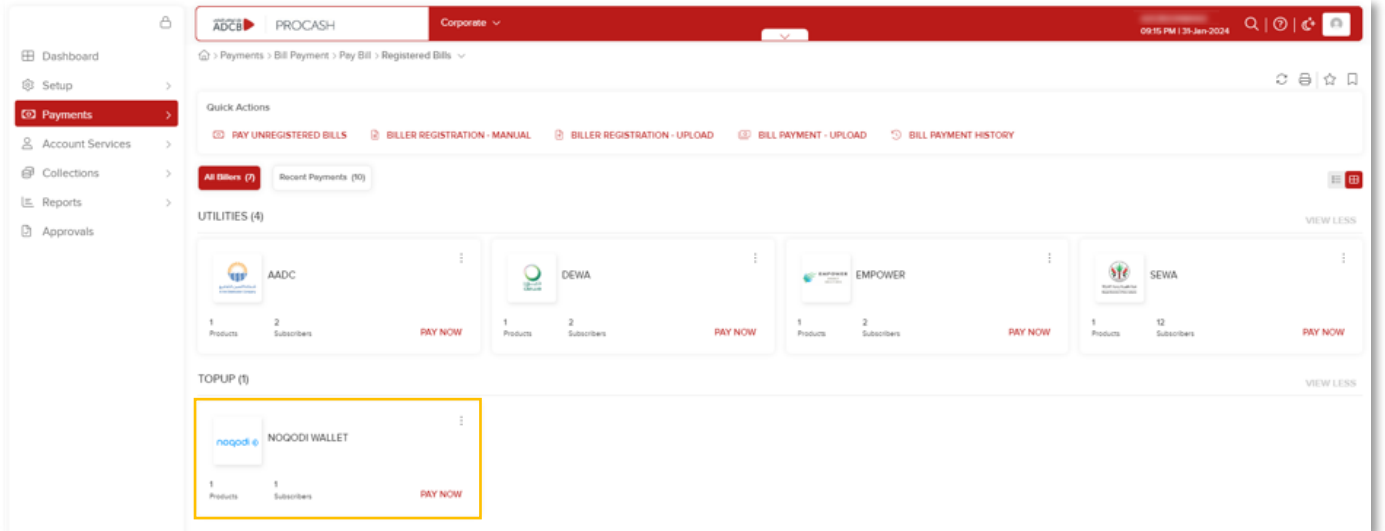 ADCB PROCASH
Corporate
09:15 PM | 31-Jan-2024
Dashboard
Setup
Payments
Account Services
Collections
Reports
Approvals
> Payments > Bill Payment > Pay Bill > Registered Bills
Quick Actions
PAY UNREGISTERED BILLS BILLER REGISTRATION - MANUAL BILLER REGISTRATION - UPLOAD BILL PAYMENT - UPLOAD BILL PAYMENT HISTORY
All Billers (7) Recent Payments (10)
UTILITIES (4) VIEW LESS
AADC
1 2
Products Subscribers PAY NOW
DEWA
1 2
Products Subscribers PAY NOW
EMPOWER EMPOWER
1 2
Products Subscribers PAY NOW
SEWA
1 12
Products Subscribers PAY NOW
TOPUP (1) VIEW LESS
noqodi NOQODI WALLET
1 1
Products Subscribers PAY NOW